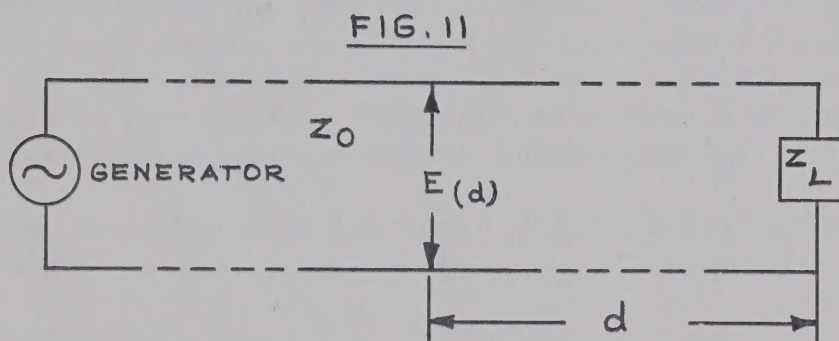 FIG. 11
Z0
GENERATOR
E(d)
ZL
d